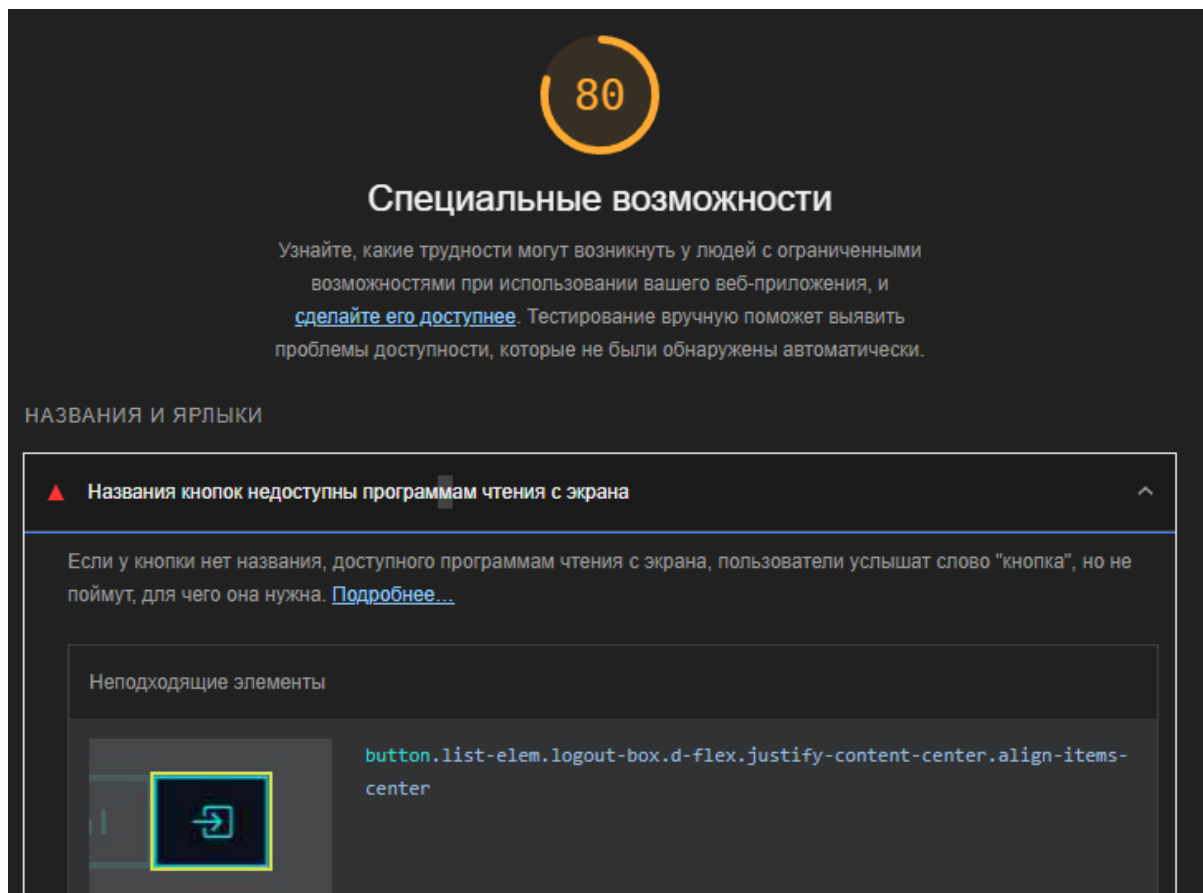 80
Специальные возможности
Узнайте, какие трудности могут возникнуть у людей с ограниченными
возможностями при использовании вашего веб-приложения, и
сделайте его доступнее. Тестирование вручную поможет выявить
проблемы доступности, которые не были обнаружены автоматически.
НАЗВАНИЯ И ЯРЛЫКИ
Названия кнопок недоступны программам чтения с экрана
Если у кнопки нет названия, доступного программам чтения с экрана, пользователи услышат слово "кнопка", но не
поймут, для чего она нужна. Подробнее...
Неподходящие элементы
button.list-elem.logout-box.d-flex.justify-content-center.align-items-
center